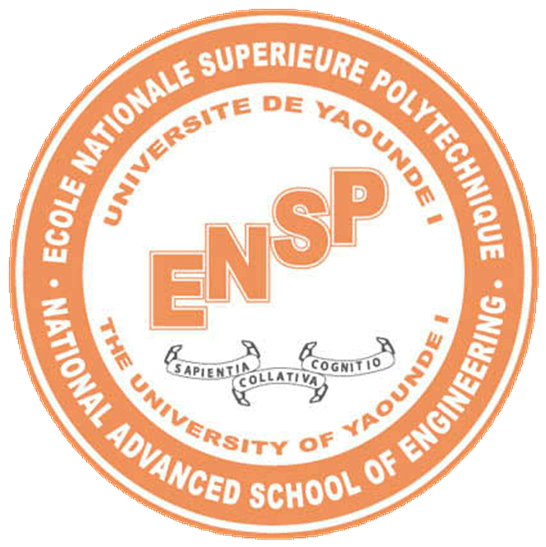 • ECOLE NATIONALE SUPERIEURE POLYTECHNIQUE •
UNIVERSITE DE YAOUNDE I
ENSP
SAPIENTIA
COLLATIVA
COGNITIO
THE UNIVERSITY OF YAOUNDE I
NATIONAL ADVANCED SCHOOL OF ENGINEERING